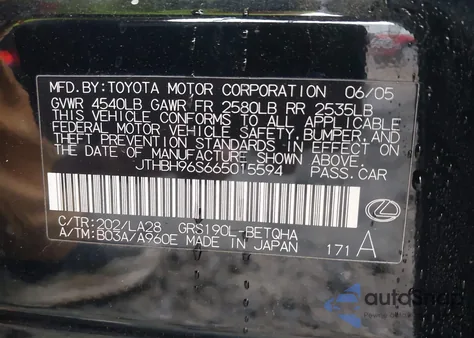 MFD.BY:TOYOTA MOTOR CORPORATION 06/05
GVWR 4540LB GAWR FR 2580LB RR 2535LB
THIS VEHICLE CONFORMS TO ALL APPLICABLE
FEDERAL MOTOR VEHICLE SAFETY, BUMPER, AND
THEFT PREVENTION STANDARDS IN EFFECT ON
THE DATE OF MANUFACTURE SHOWN ABOVE.
JTHBH96S665015594 PASS.CAR
C/TR:202/LA28 GRS190L-BETQHA
A/TM:B03A/A960E MADE IN JAPAN 171 A
autoSnap